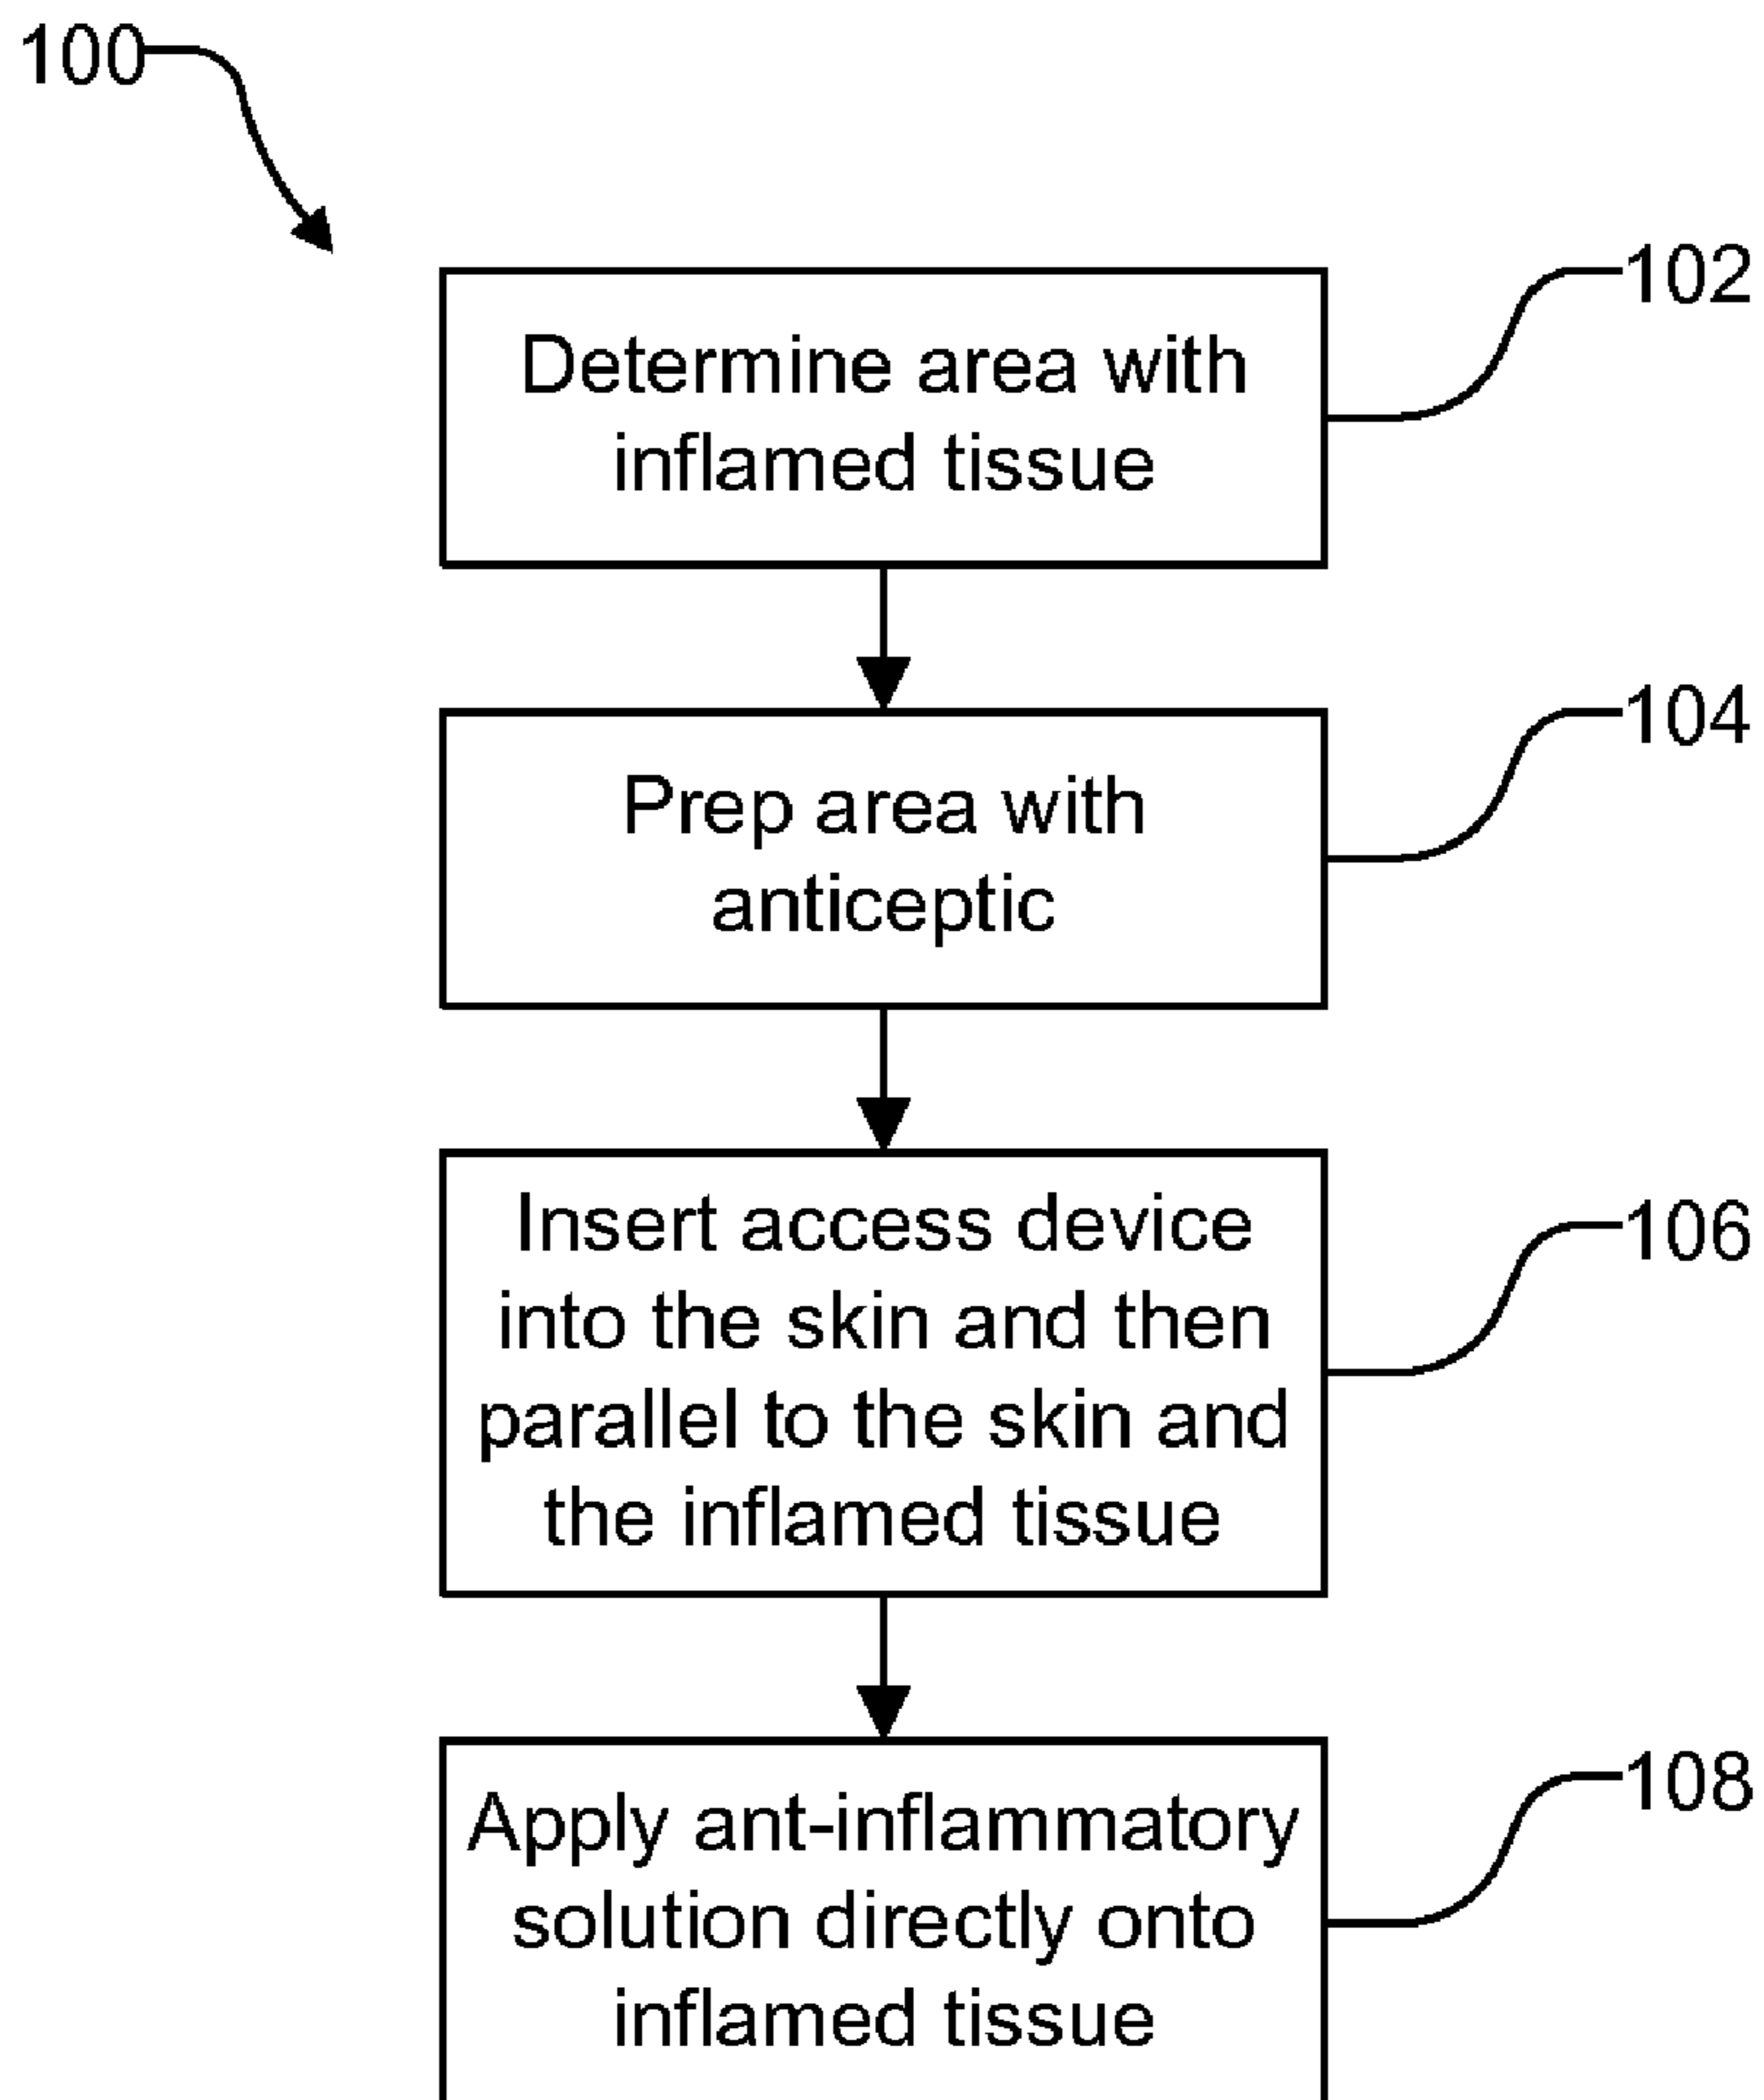 100
102
Determine area with
inflamed tissue
104
Prep area with
anticeptic
106
Insert access device
into the skin and then
parallel to the skin and
the inflamed tissue
108
Apply ant-inflammatory
solution directly onto
inflamed tissue